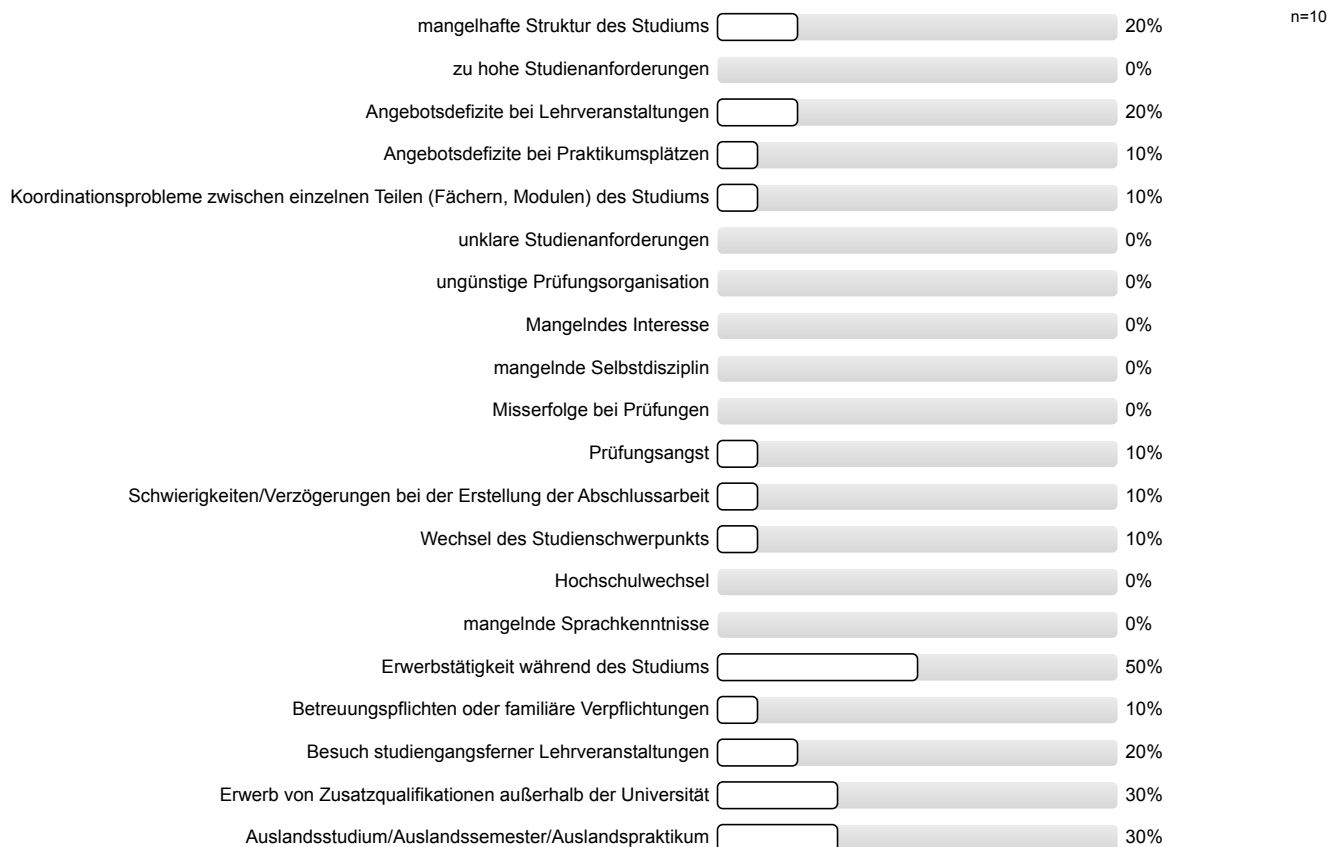 n=10
mangelhafte Struktur des Studiums 20%
zu hohe Studienanforderungen 0%
Angebotsdefizite bei Lehrveranstaltungen 20%
Angebotsdefizite bei Praktikumsplätzen 10%
Koordinationsprobleme zwischen einzelnen Teilen (Fächern, Modulen) des Studiums 10%
unklare Studienanforderungen 0%
ungünstige Prüfungsorganisation 0%
Mangelndes Interesse 0%
mangelnde Selbstdisziplin 0%
Misserfolge bei Prüfungen 0%
Prüfungsangst 10%
Schwierigkeiten/Verzögerungen bei der Erstellung der Abschlussarbeit 10%
Wechsel des Studienschwerpunkts 10%
Hochschulwechsel 0%
mangelnde Sprachkenntnisse 0%
Erwerbstätigkeit während des Studiums 50%
Betreuungspflichten oder familiäre Verpflichtungen 10%
Besuch studiengangsferner Lehrveranstaltungen 20%
Erwerb von Zusatzqualifikationen außerhalb der Universität 30%
Auslandsstudium/Auslandssemester/Auslandspraktikum 30%